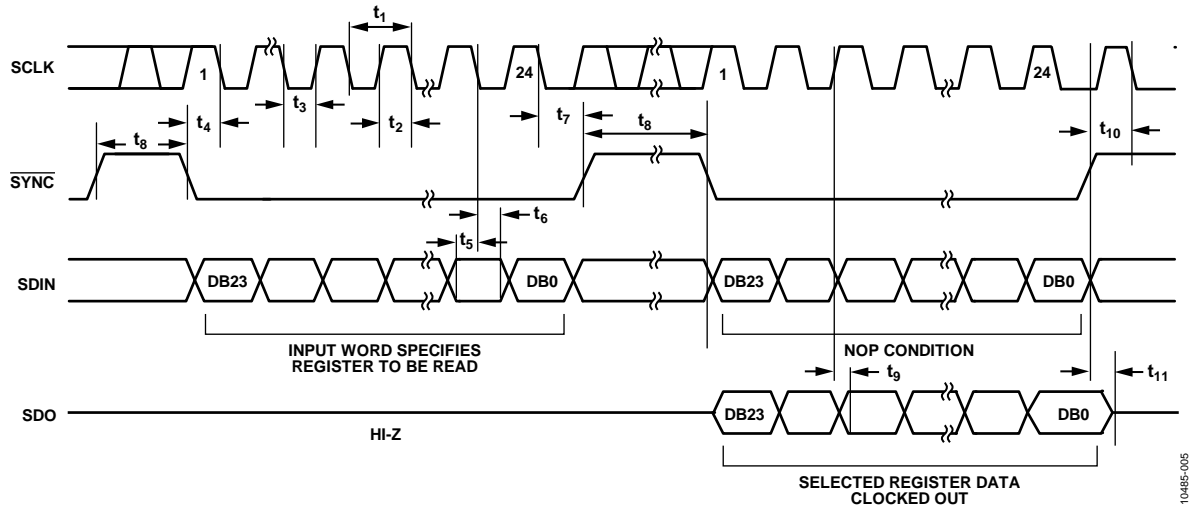 t1
SCLK
1
24
1
24
t3
t4
t2
t7
t8
t10
t8
SYNC
t6
t5
SDIN
DB23
DB0
DB23
DB0
INPUT WORD SPECIFIES
REGISTER TO BE READ
NOP CONDITION
t9
t11
SDO
HI-Z
DB23
DB0
SELECTED REGISTER DATA
CLOCKED OUT
10485-005